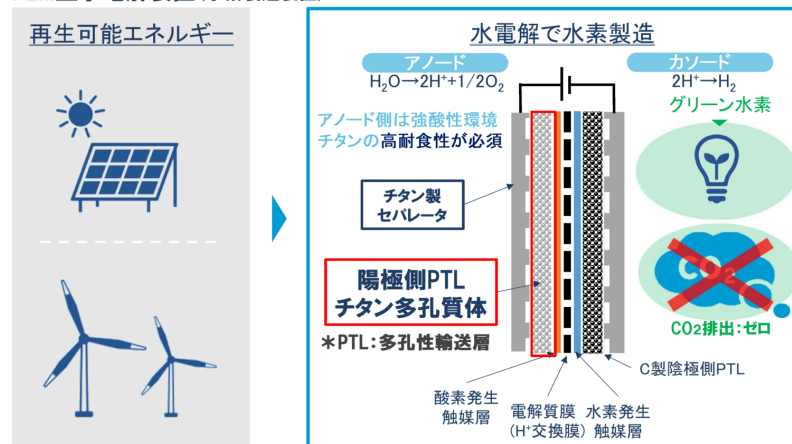 再生可能エネルギー
水電解で水素製造
アノード
H₂O→2H⁺+1/2O₂
カソード
2H⁺→H₂
グリーン水素
アノード側は強酸性環境
チタンの高耐食性が必須
チタン製
セパレータ
陽極側PTL
チタン多孔質体
＊PTL：多孔性輸送層
CO₂
CO₂排出：ゼロ
C製陰極側PTL
酸素発生
触媒層
電解質膜
(H⁺交換膜)
水素発生
触媒層